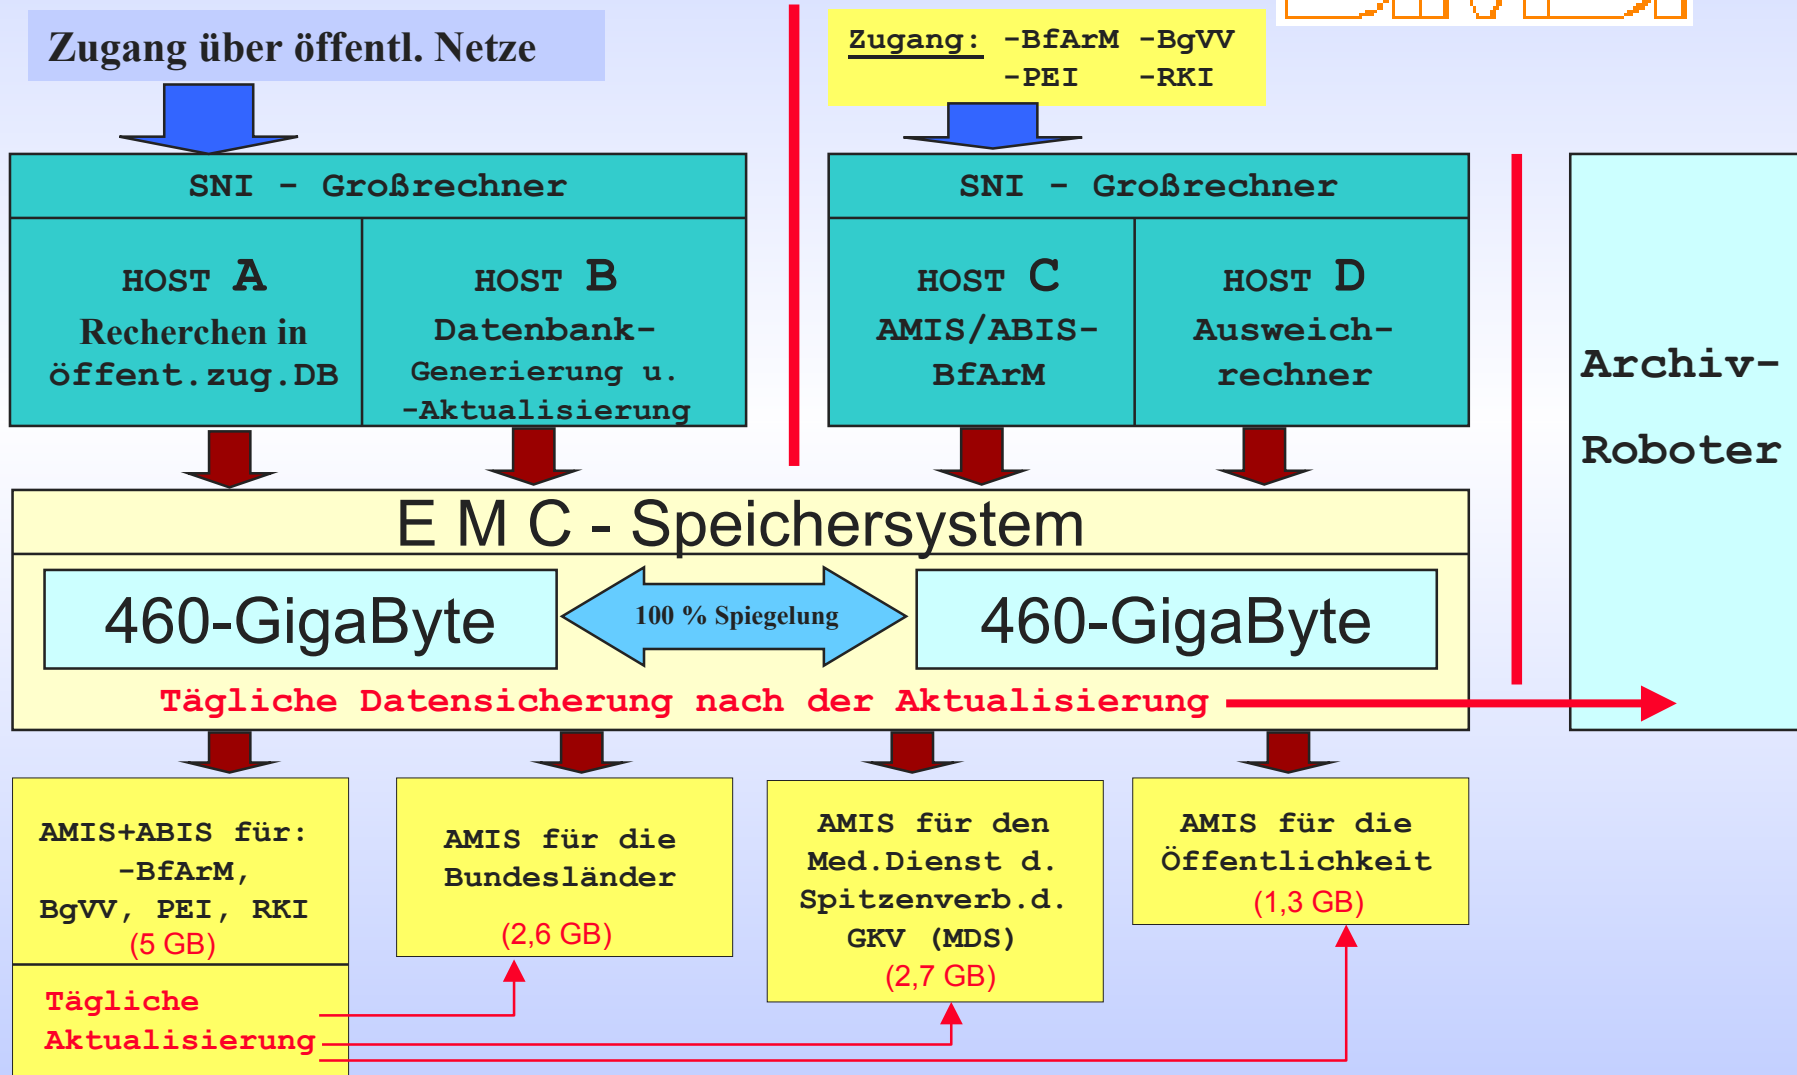 Zugang über öffentl. Netze
Zugang: -BfArM -BgVV
-PEI -RKI
SNI - Großrechner
HOST A
Recherchen in
öffent.zug.DB
HOST B
Datenbank-
Generierung u.
-Aktualisierung
SNI - Großrechner
HOST C
AMIS/ABIS-
BfArM
HOST D
Ausweich-
rechner
Archiv-
Roboter
E M C - Speichersystem
460-GigaByte
100 % Spiegelung
460-GigaByte
Tägliche Datensicherung nach der Aktualisierung
AMIS+ABIS für:
-BfArM,
BgVV, PEI, RKI
(5 GB)
Tägliche
Aktualisierung
AMIS für die
Bundesländer
(2,6 GB)
AMIS für den
Med.Dienst d.
Spitzenverb.d.
GKV (MDS)
(2,7 GB)
AMIS für die
Öffentlichkeit
(1,3 GB)